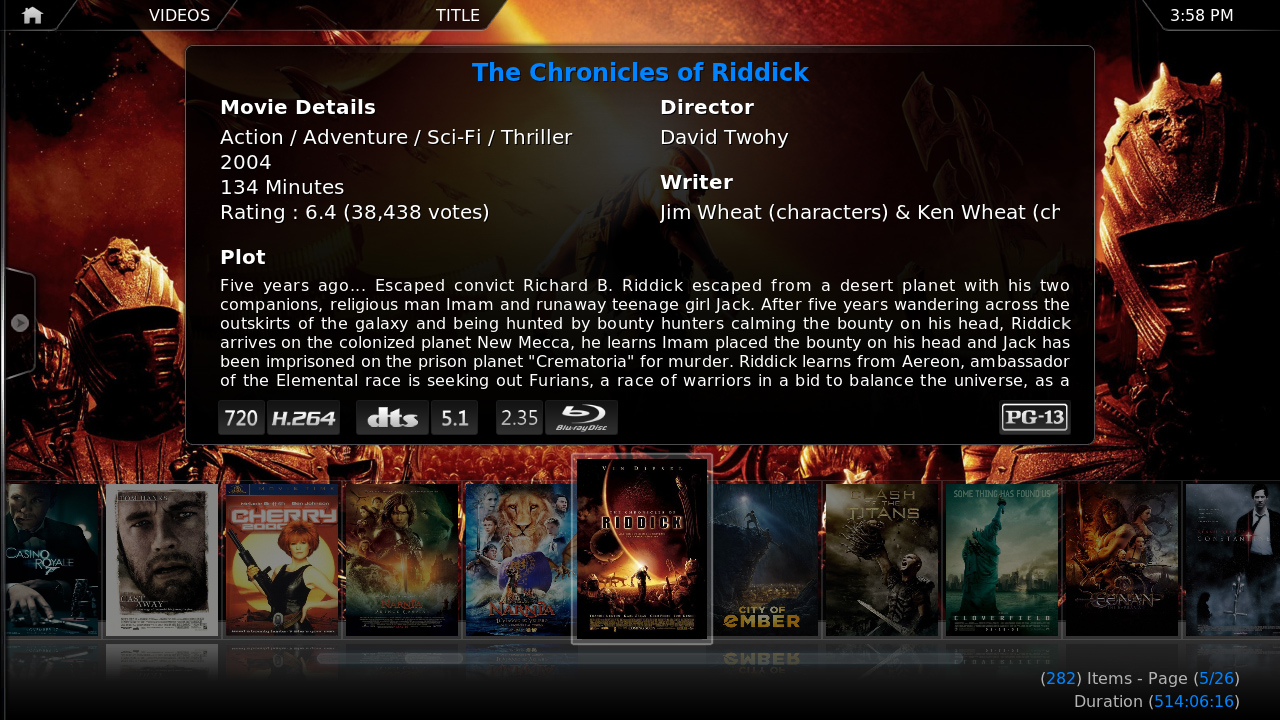 VIDEOS
TITLE
3:58 PM
The Chronicles of Riddick
Movie Details
Action / Adventure / Sci-Fi / Thriller
2004
134 Minutes
Rating : 6.4 (38,438 votes)
Director
David Twohy
Writer
Jim Wheat (characters) & Ken Wheat (ch
Plot
Five years ago... Escaped convict Richard B. Riddick escaped from a desert planet with his two
companions, religious man Imam and runaway teenage girl Jack. After five years wandering across the
outskirts of the galaxy and being hunted by bounty hunters calming the bounty on his head, Riddick
arrives on the colonized planet New Mecca, he learns Imam placed the bounty on his head and Jack has
been imprisoned on the prison planet "Crematoria" for murder. Riddick learns from Aereon, ambassador
of the Elemental race is seeking out Furians, a race of warriors in a bid to balance the universe, as a
720 H.264 dts 5.1 2.35 Blu-ray Disc PG-13
CASINO
ROYALE
TOM HANKS
CAST
AWAY
CHERRY
2000
NARNIA
NARNIA
VIN DIESEL
THE CHRONICLES OF
RIDDICK
CITY OF
EMBER
CLASH
OF THE
TITANS
SOME THING HAS FOUND US
CLOVERFIELD
CONAN
CONSTANT
(282) Items - Page (5/26)
Duration (514:06:16)